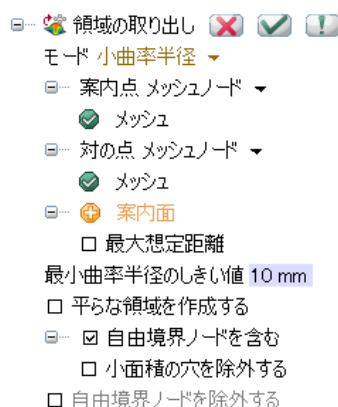 領域の取り出し
モード 小曲率半径
案内点 メッシュノード
メッシュ
対の点 メッシュノード
メッシュ
案内面
最大想定距離
最小曲率半径のしきい値 10 mm
平らな領域を作成する
自由境界ノードを含む
小面積の穴を除外する
自由境界ノードを除外する